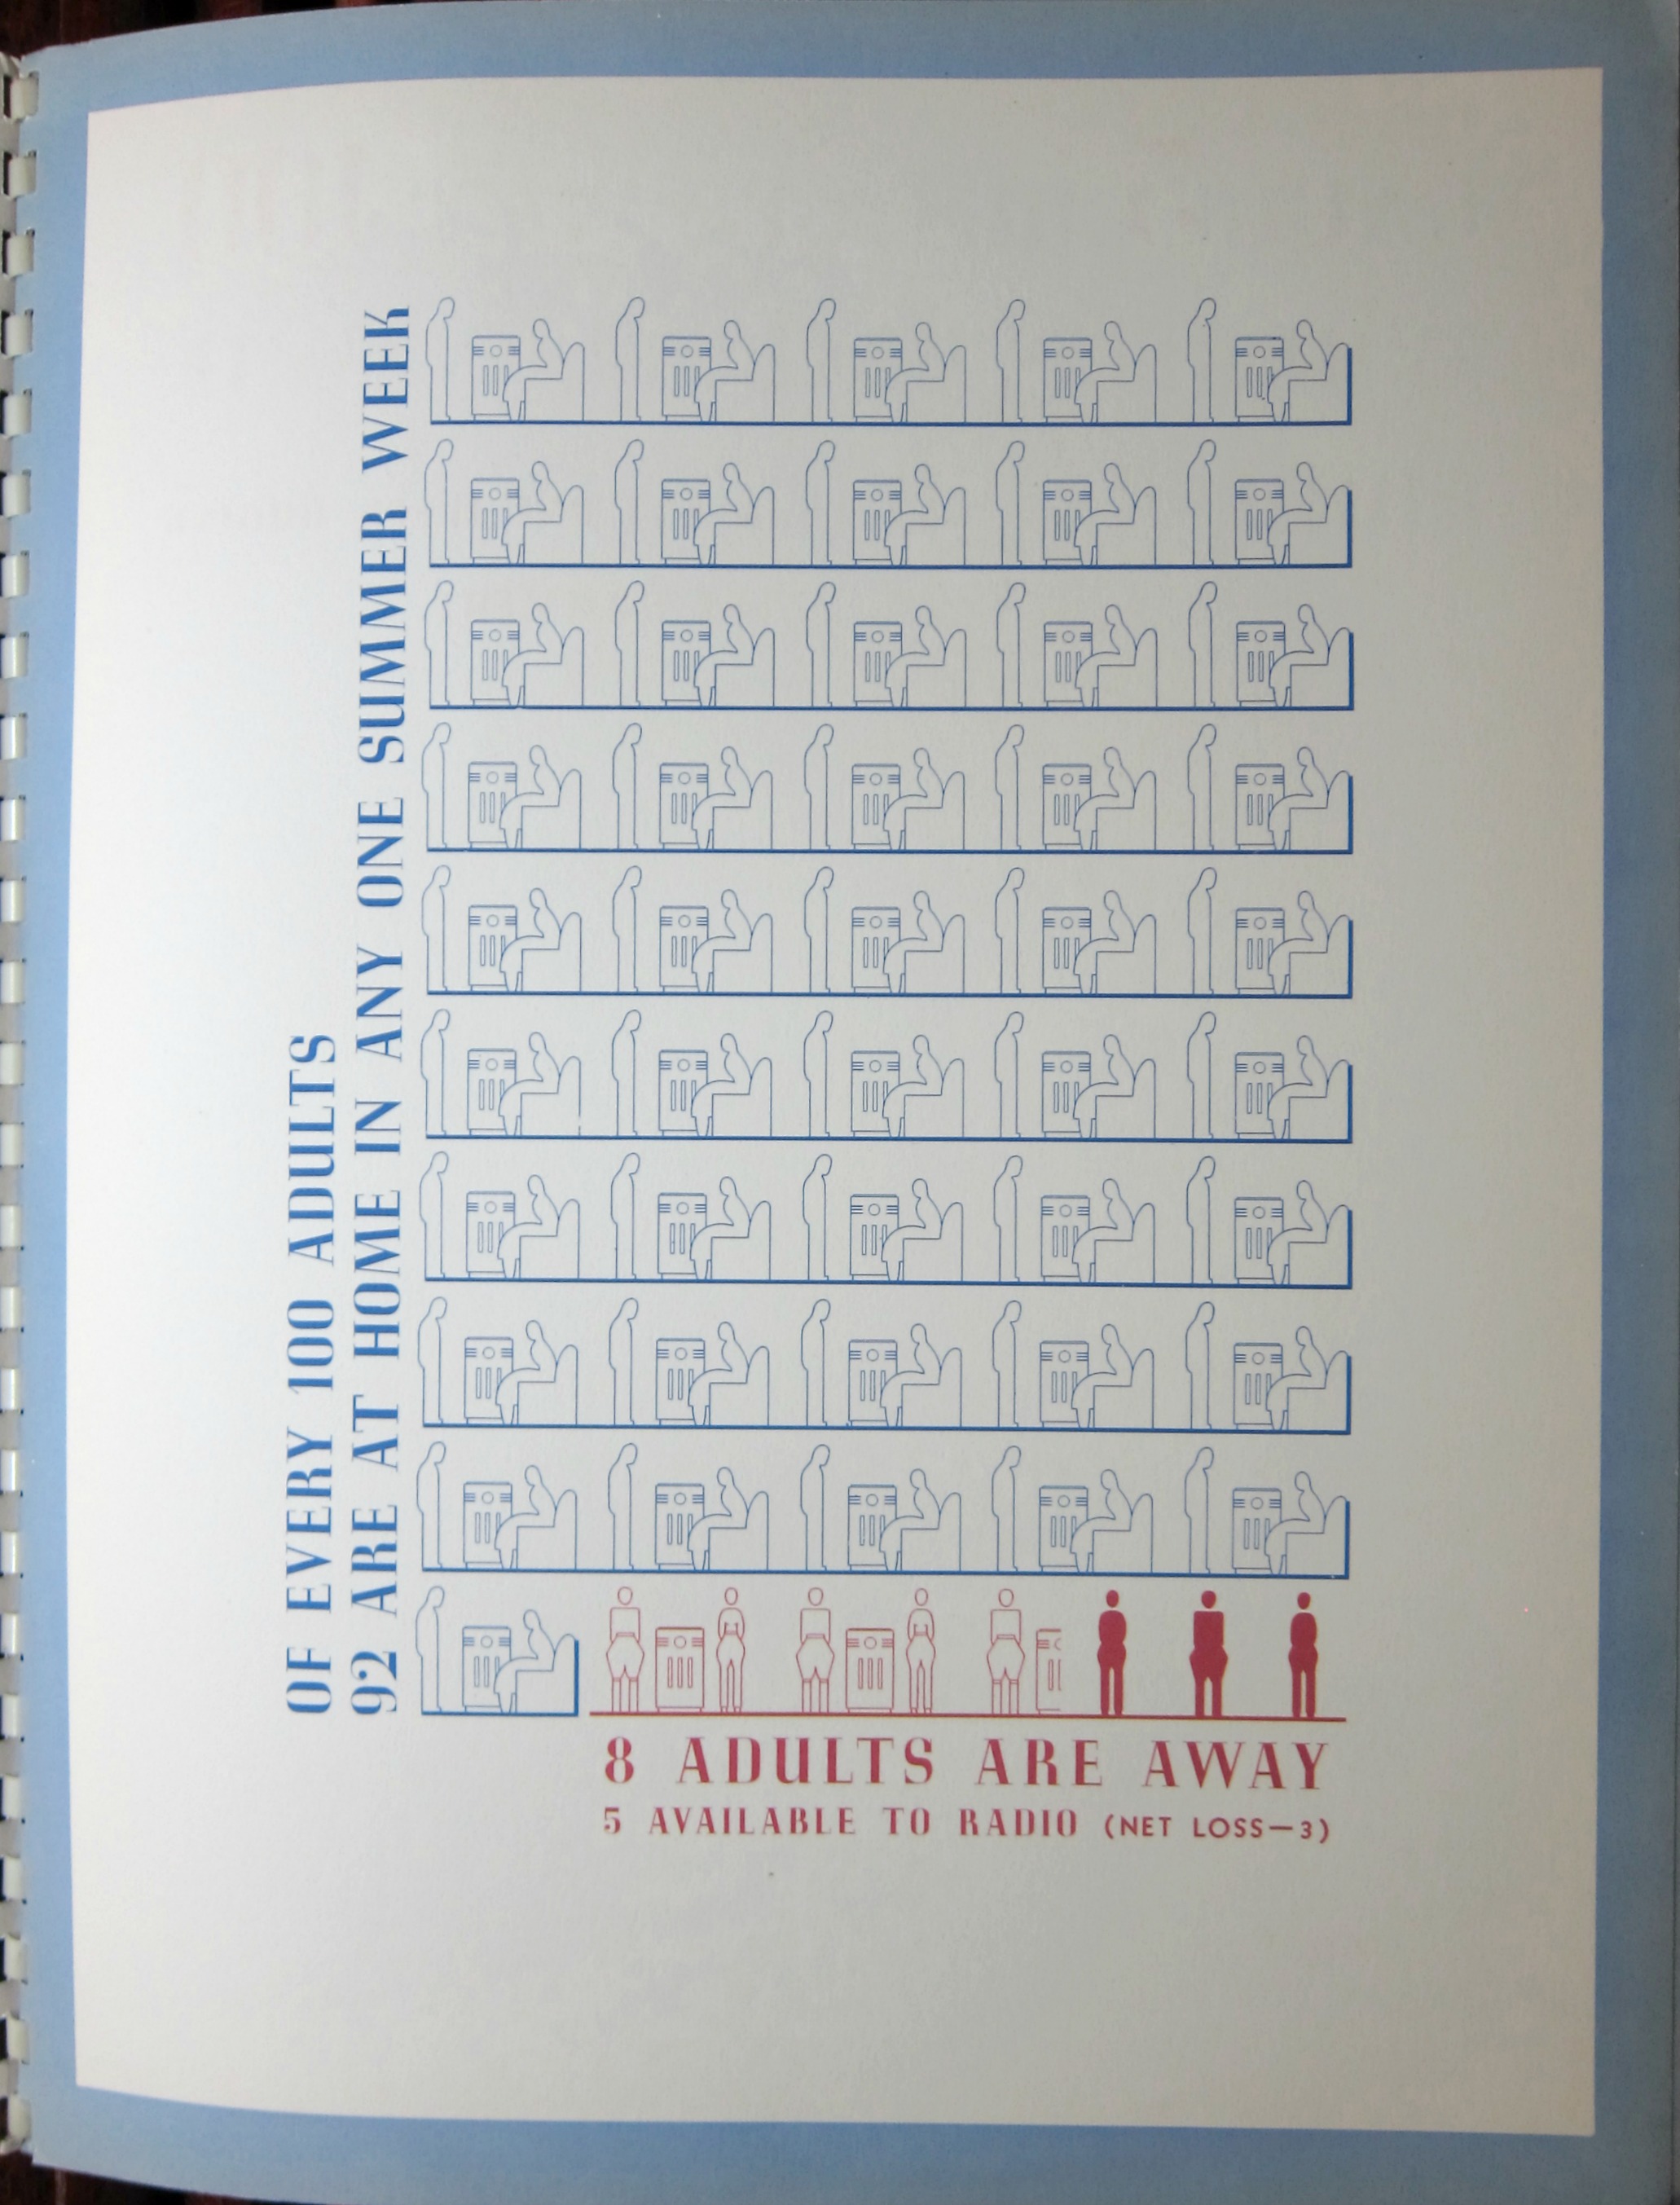 OF EVERY 100 ADULTS
92 ARE AT HOME IN ANY ONE SUMMER WEEK
8 ADULTS ARE AWAY
5 AVAILABLE TO RADIO (NET LOSS—3)